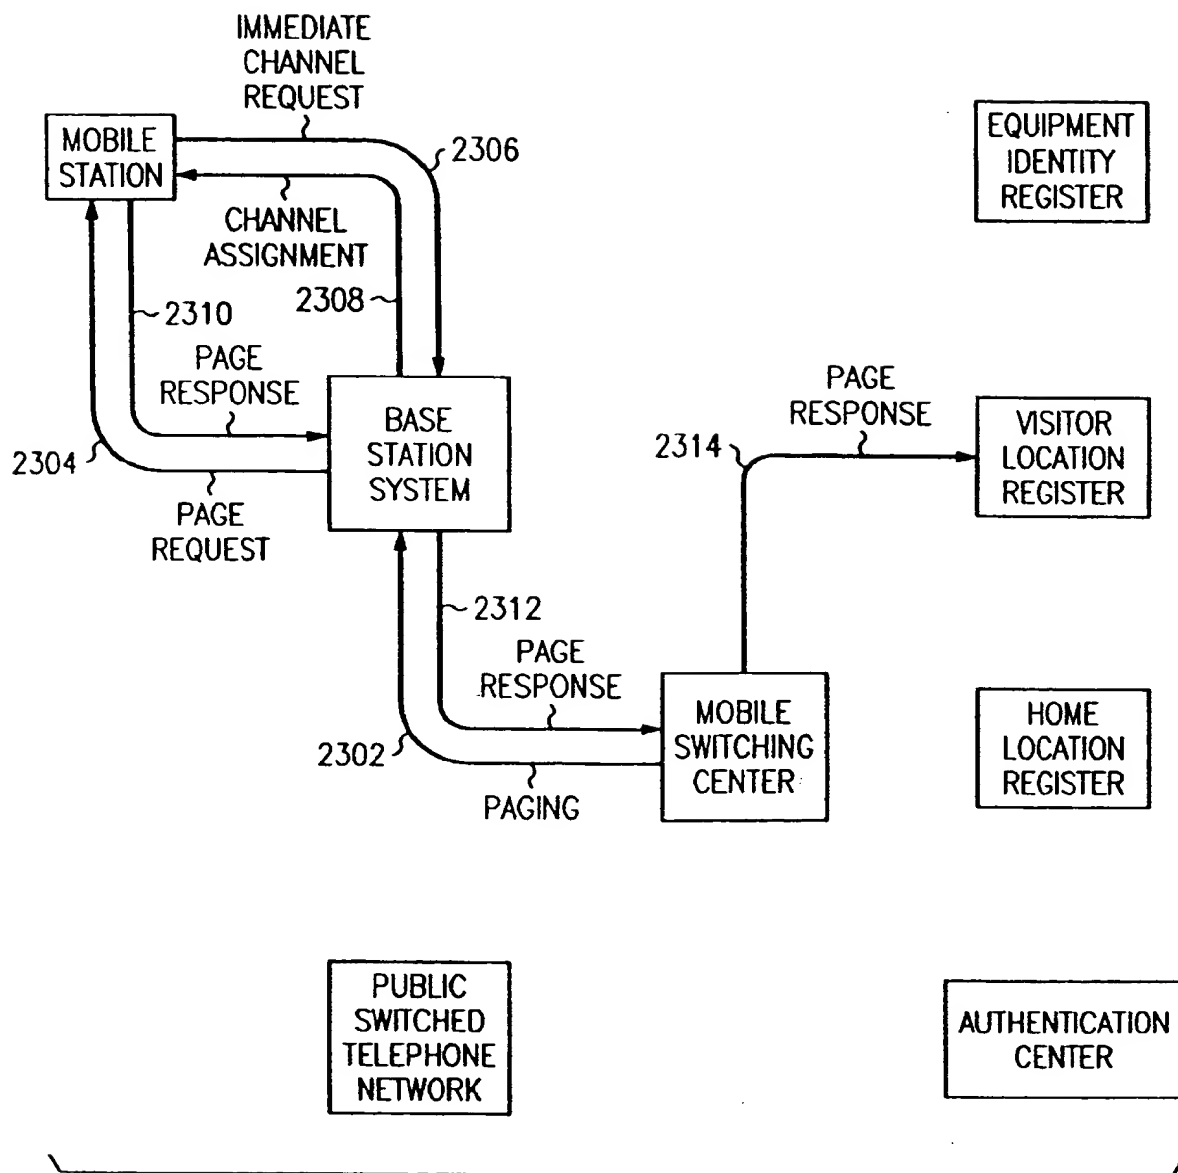 IMMEDIATE
CHANNEL
REQUEST
MOBILE
STATION
2306
EQUIPMENT
IDENTITY
REGISTER
CHANNEL
ASSIGNMENT
2308
2310
PAGE
RESPONSE
2304
PAGE
REQUEST
BASE
STATION
SYSTEM
PAGE
RESPONSE
2314
VISITOR
LOCATION
REGISTER
2312
PAGE
RESPONSE
2302
PAGING
MOBILE
SWITCHING
CENTER
HOME
LOCATION
REGISTER
PUBLIC
SWITCHED
TELEPHONE
NETWORK
AUTHENTICATION
CENTER